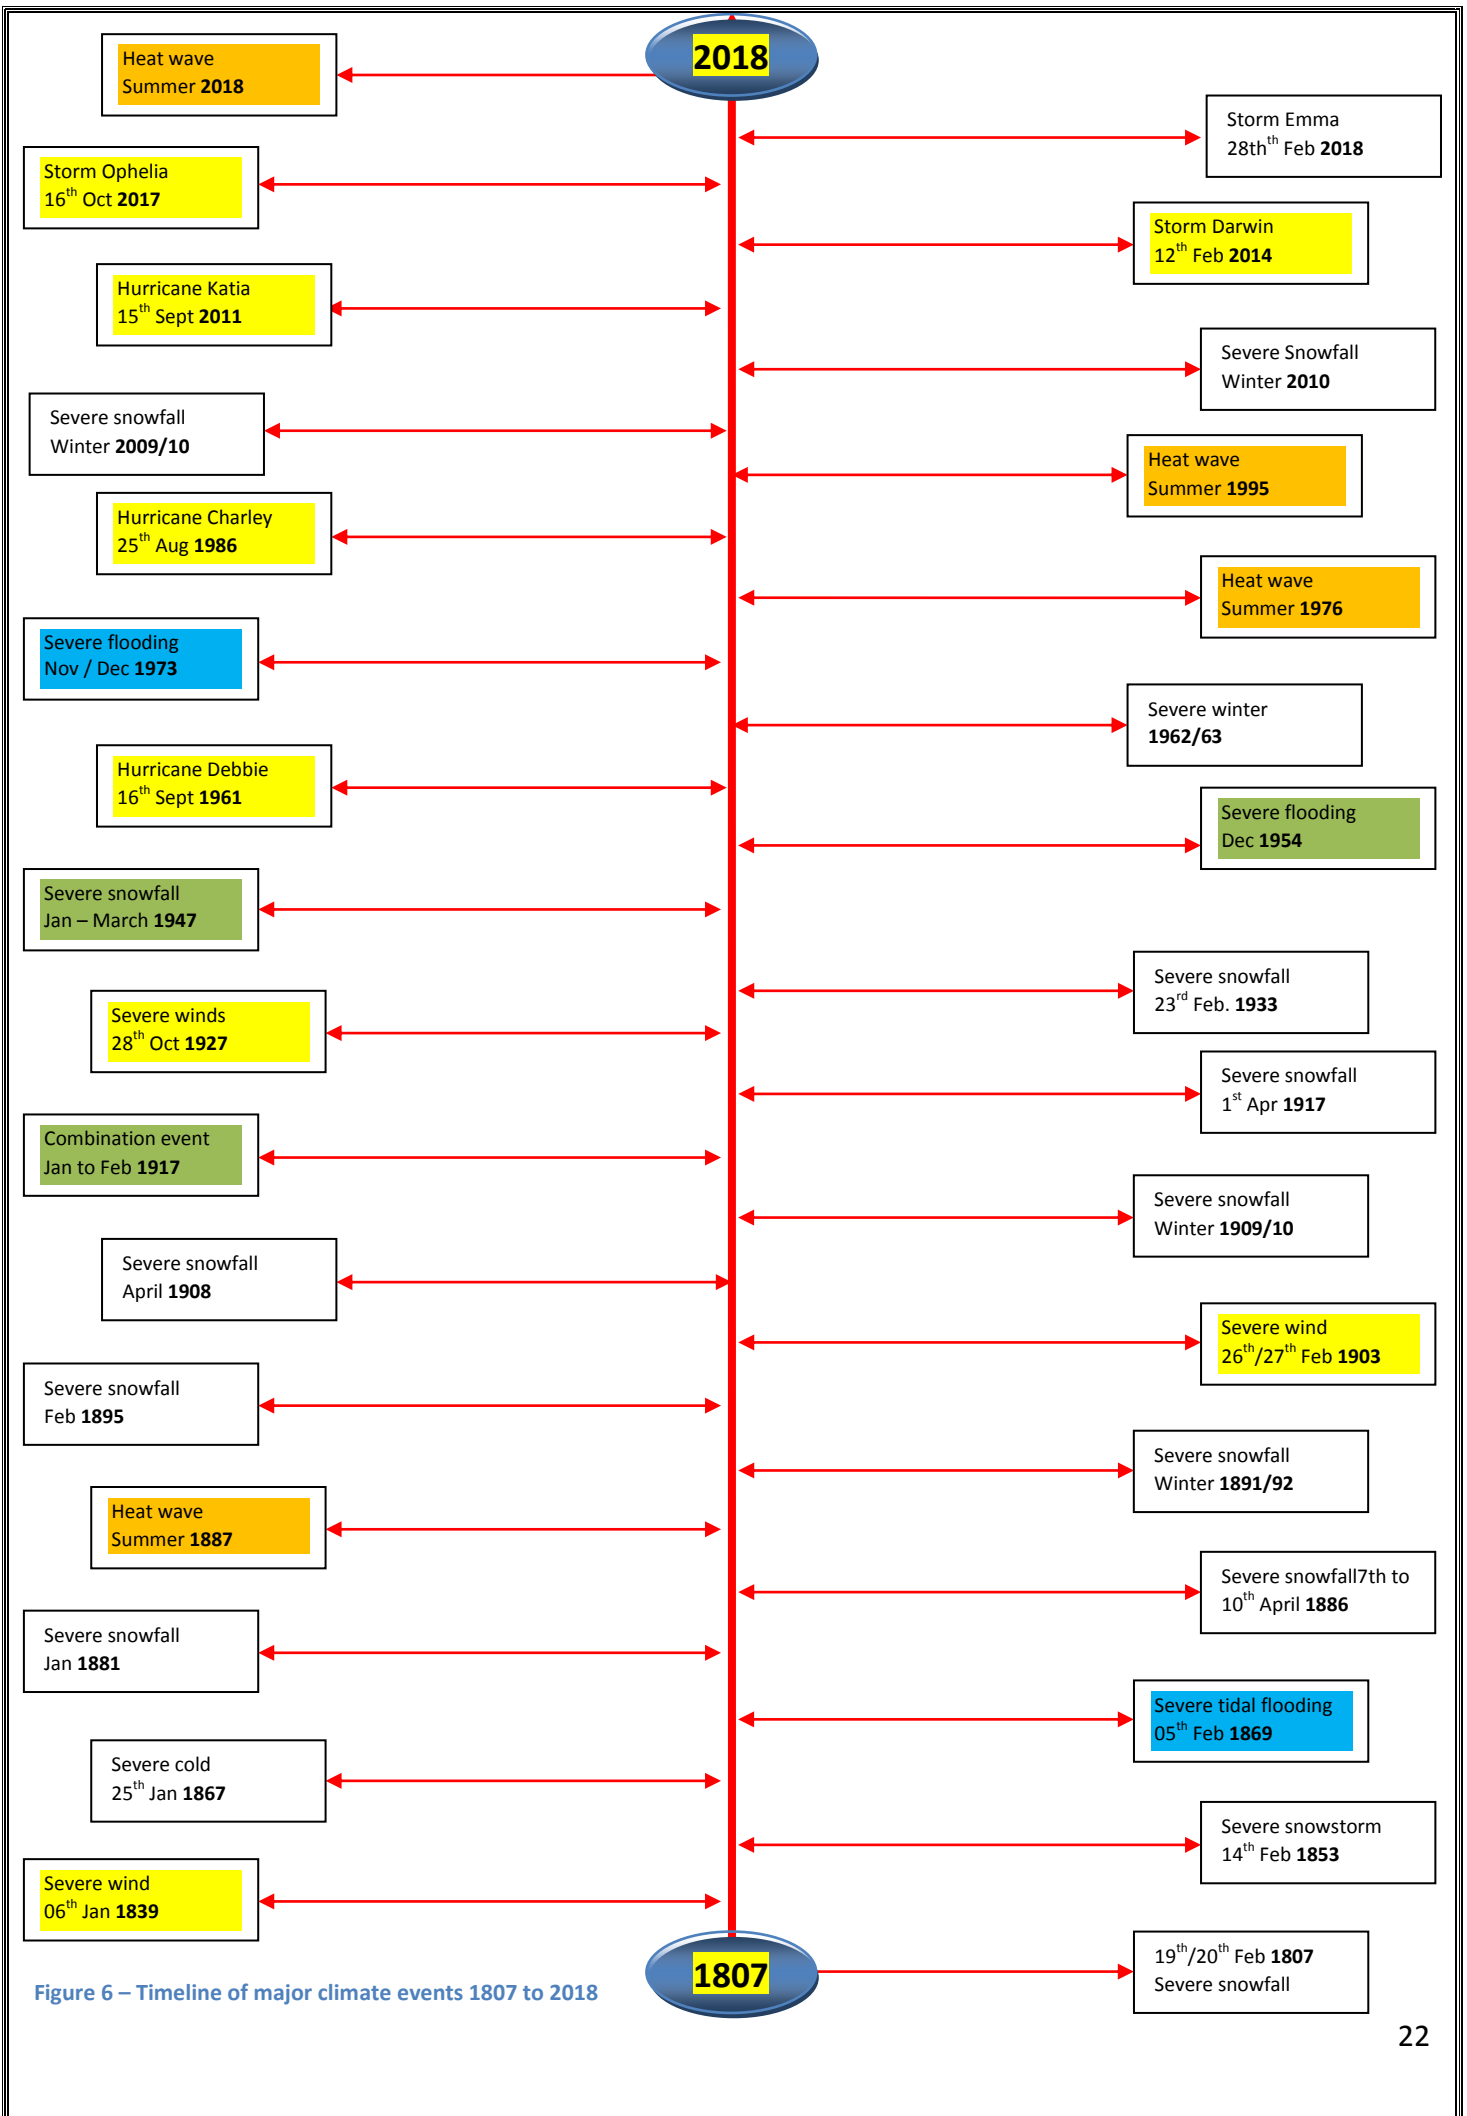 2018
Heat wave
Summer 2018
Storm Emma
28thth Feb 2018
Storm Ophelia
16th Oct 2017
Storm Darwin
12th Feb 2014
Hurricane Katia
15th Sept 2011
Severe Snowfall
Winter 2010
Severe snowfall
Winter 2009/10
Heat wave
Summer 1995
Hurricane Charley
25th Aug 1986
Heat wave
Summer 1976
Severe flooding
Nov / Dec 1973
Severe winter
1962/63
Hurricane Debbie
16th Sept 1961
Severe flooding
Dec 1954
Severe snowfall
Jan – March 1947
Severe snowfall
23rd Feb. 1933
Severe winds
28th Oct 1927
Severe snowfall
1st Apr 1917
Combination event
Jan to Feb 1917
Severe snowfall
Winter 1909/10
Severe snowfall
April 1908
Severe wind
26th/27th Feb 1903
Severe snowfall
Feb 1895
Severe snowfall
Winter 1891/92
Heat wave
Summer 1887
Severe snowfall7th to
10th April 1886
Severe snowfall
Jan 1881
Severe tidal flooding
05th Feb 1869
Severe cold
25th Jan 1867
Severe snowstorm
14th Feb 1853
Severe wind
06th Jan 1839
19th/20th Feb 1807
Severe snowfall
1807
Figure 6 – Timeline of major climate events 1807 to 2018
22